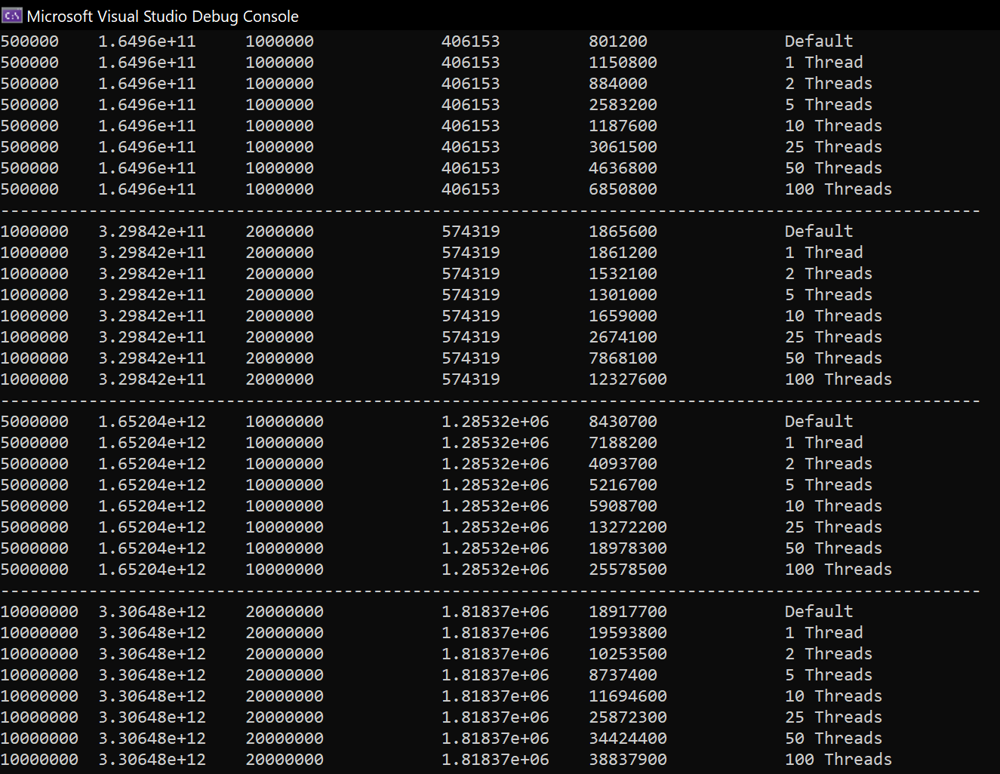 C:\ Microsoft Visual Studio Debug Console
500000    1.6496e+11     1000000             406153         801200              Default
500000    1.6496e+11     1000000             406153         1150800             1 Thread
500000    1.6496e+11     1000000             406153         884000              2 Threads
500000    1.6496e+11     1000000             406153         2583200             5 Threads
500000    1.6496e+11     1000000             406153         1187600             10 Threads
500000    1.6496e+11     1000000             406153         3061500             25 Threads
500000    1.6496e+11     1000000             406153         4636800             50 Threads
500000    1.6496e+11     1000000             406153         6850800             100 Threads
----------------------------------------------------------------------------------------------------
1000000   3.29842e+11    2000000             574319         1865600             Default
1000000   3.29842e+11    2000000             574319         1861200             1 Thread
1000000   3.29842e+11    2000000             574319         1532100             2 Threads
1000000   3.29842e+11    2000000             574319         1301000             5 Threads
1000000   3.29842e+11    2000000             574319         1659000             10 Threads
1000000   3.29842e+11    2000000             574319         2674100             25 Threads
1000000   3.29842e+11    2000000             574319         7868100             50 Threads
1000000   3.29842e+11    2000000             574319         12327600            100 Threads
----------------------------------------------------------------------------------------------------
5000000   1.65204e+12    10000000            1.28532e+06    8430700             Default
5000000   1.65204e+12    10000000            1.28532e+06    7188200             1 Thread
5000000   1.65204e+12    10000000            1.28532e+06    4093700             2 Threads
5000000   1.65204e+12    10000000            1.28532e+06    5216700             5 Threads
5000000   1.65204e+12    10000000            1.28532e+06    5908700             10 Threads
5000000   1.65204e+12    10000000            1.28532e+06    13272200            25 Threads
5000000   1.65204e+12    10000000            1.28532e+06    18978300            50 Threads
5000000   1.65204e+12    10000000            1.28532e+06    25578500            100 Threads
----------------------------------------------------------------------------------------------------
10000000  3.30648e+12    20000000            1.81837e+06    18917700            Default
10000000  3.30648e+12    20000000            1.81837e+06    19593800            1 Thread
10000000  3.30648e+12    20000000            1.81837e+06    10253500            2 Threads
10000000  3.30648e+12    20000000            1.81837e+06    8737400             5 Threads
10000000  3.30648e+12    20000000            1.81837e+06    11694600            10 Threads
10000000  3.30648e+12    20000000            1.81837e+06    25872300            25 Threads
10000000  3.30648e+12    20000000            1.81837e+06    34424400            50 Threads
10000000  3.30648e+12    20000000            1.81837e+06    38837900            100 Threads